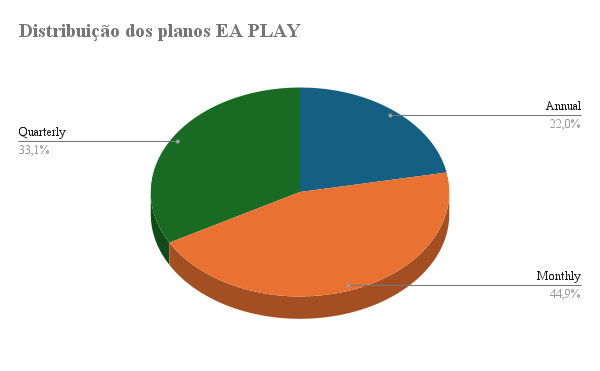 Distribuição dos planos EA PLAY
Annual
22,0%
Quarterly
33,1%
Monthly
44,9%